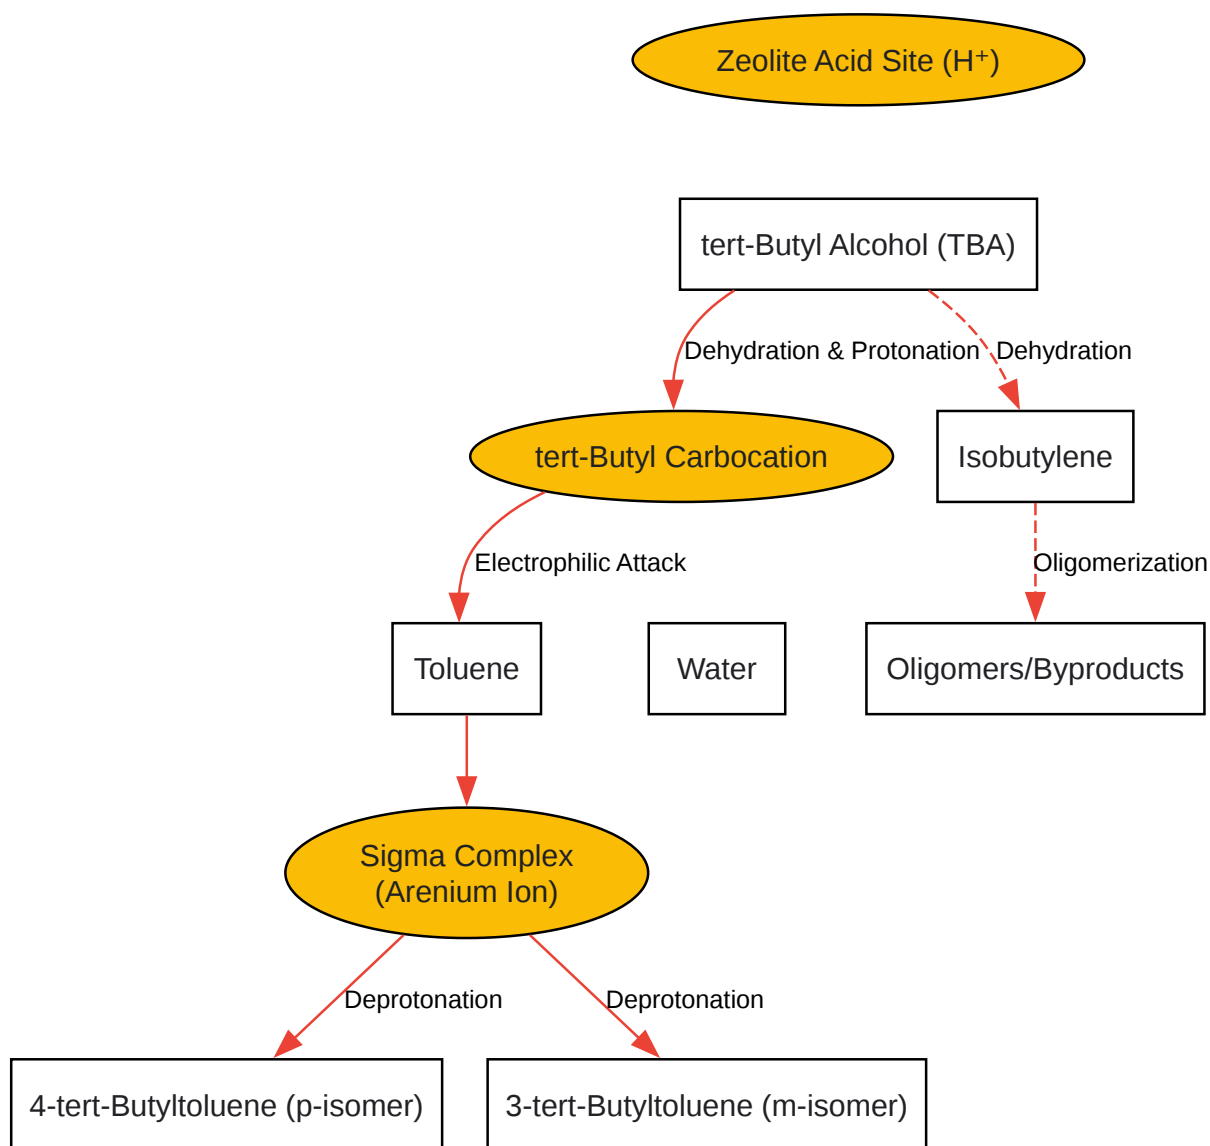 Zeolite Acid Site (H⁺)
tert-Butyl Alcohol (TBA)
Dehydration & Protonation
Dehydration
tert-Butyl Carbocation
Isobutylene
Electrophilic Attack
Oligomerization
Toluene
Water
Oligomers/Byproducts
Sigma Complex
(Arenium Ion)
Deprotonation
Deprotonation
4-tert-Butyltoluene (p-isomer)
3-tert-Butyltoluene (m-isomer)